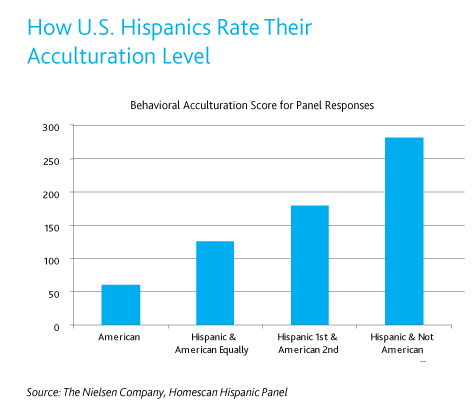 How U.S. Hispanics Rate Their
Acculturation Level
Behavioral Acculturation Score for Panel Responses
300
250
200
150
100
50
0
American
Hispanic &
American Equally
Hispanic 1st &
American 2nd
Hispanic & Not
American
Source: The Nielsen Company, Homescan Hispanic Panel